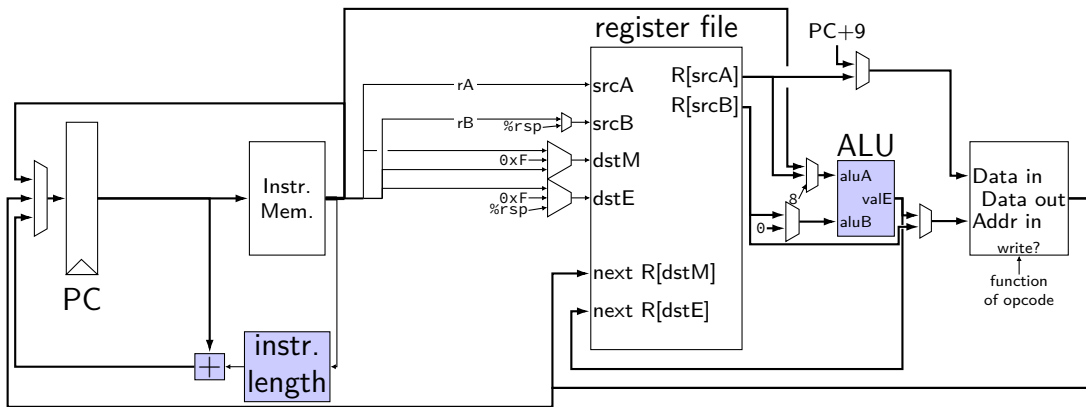 register file
PC+9
rA
srcA
R[srcA]
R[srcB]
rB
%rsp
srcB
0xF
dstM
0xF
%rsp
dstE
ALU
aluA
valE
aluB
8
0
Instr.
Mem.
Data in
Data out
Addr in
write?
function
of opcode
PC
next R[dstM]
next R[dstE]
+
instr.
length